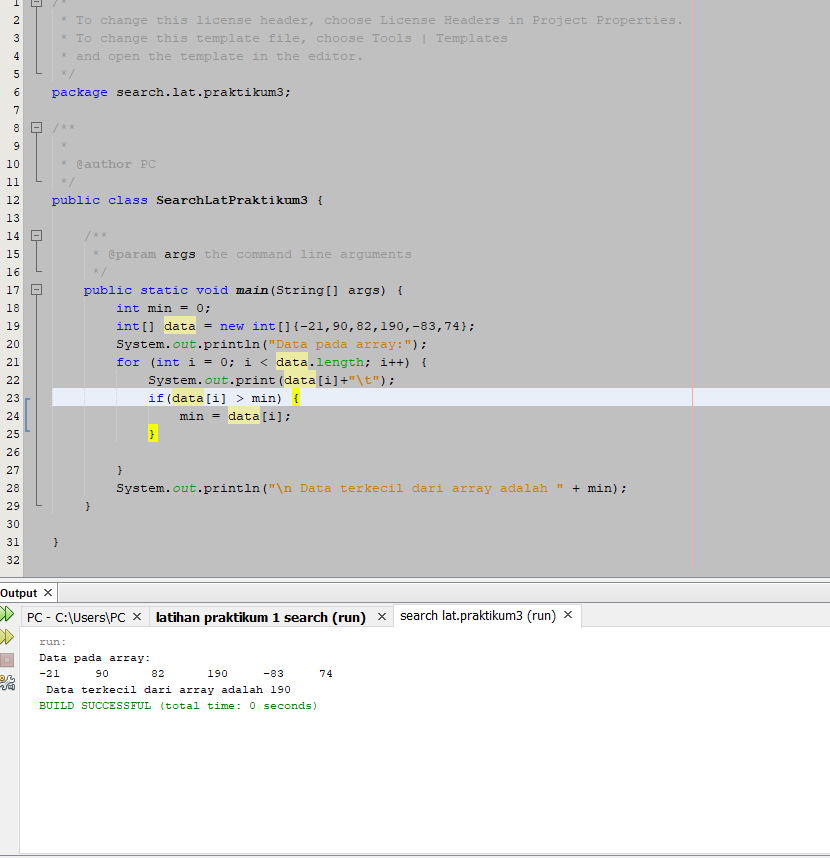 1 /*
2 * To change this license header, choose License Headers in Project Properties.
3 * To change this template file, choose Tools | Templates
4 * and open the template in the editor.
5 */
6 package search.lat.praktikum3;
7
8 /**
9 *
10 * @author PC
11 */
12 public class SearchLatPraktikum3 {
13
14 /**
15 * @param args the command line arguments
16 */
17 public static void main(String[] args) {
18 int min = 0;
19 int[] data = new int[]{-21,90,82,190,-83,74};
20 System.out.println("Data pada array:");
21 for (int i = 0; i < data.length; i++) {
22 System.out.print(data[i]+"\t");
23 if(data[i] > min) {
24 min = data[i];
25 }
26
27 }
28 System.out.println("\n Data terkecil dari array adalah " + min);
29 }
30
31 }
32
Output ×
PC - C:\Users\PC × latihan praktikum 1 search (run) × search lat.praktikum3 (run) ×
run:
Data pada array:
-21 90 82 190 -83 74
Data terkecil dari array adalah 190
BUILD SUCCESSFUL (total time: 0 seconds)